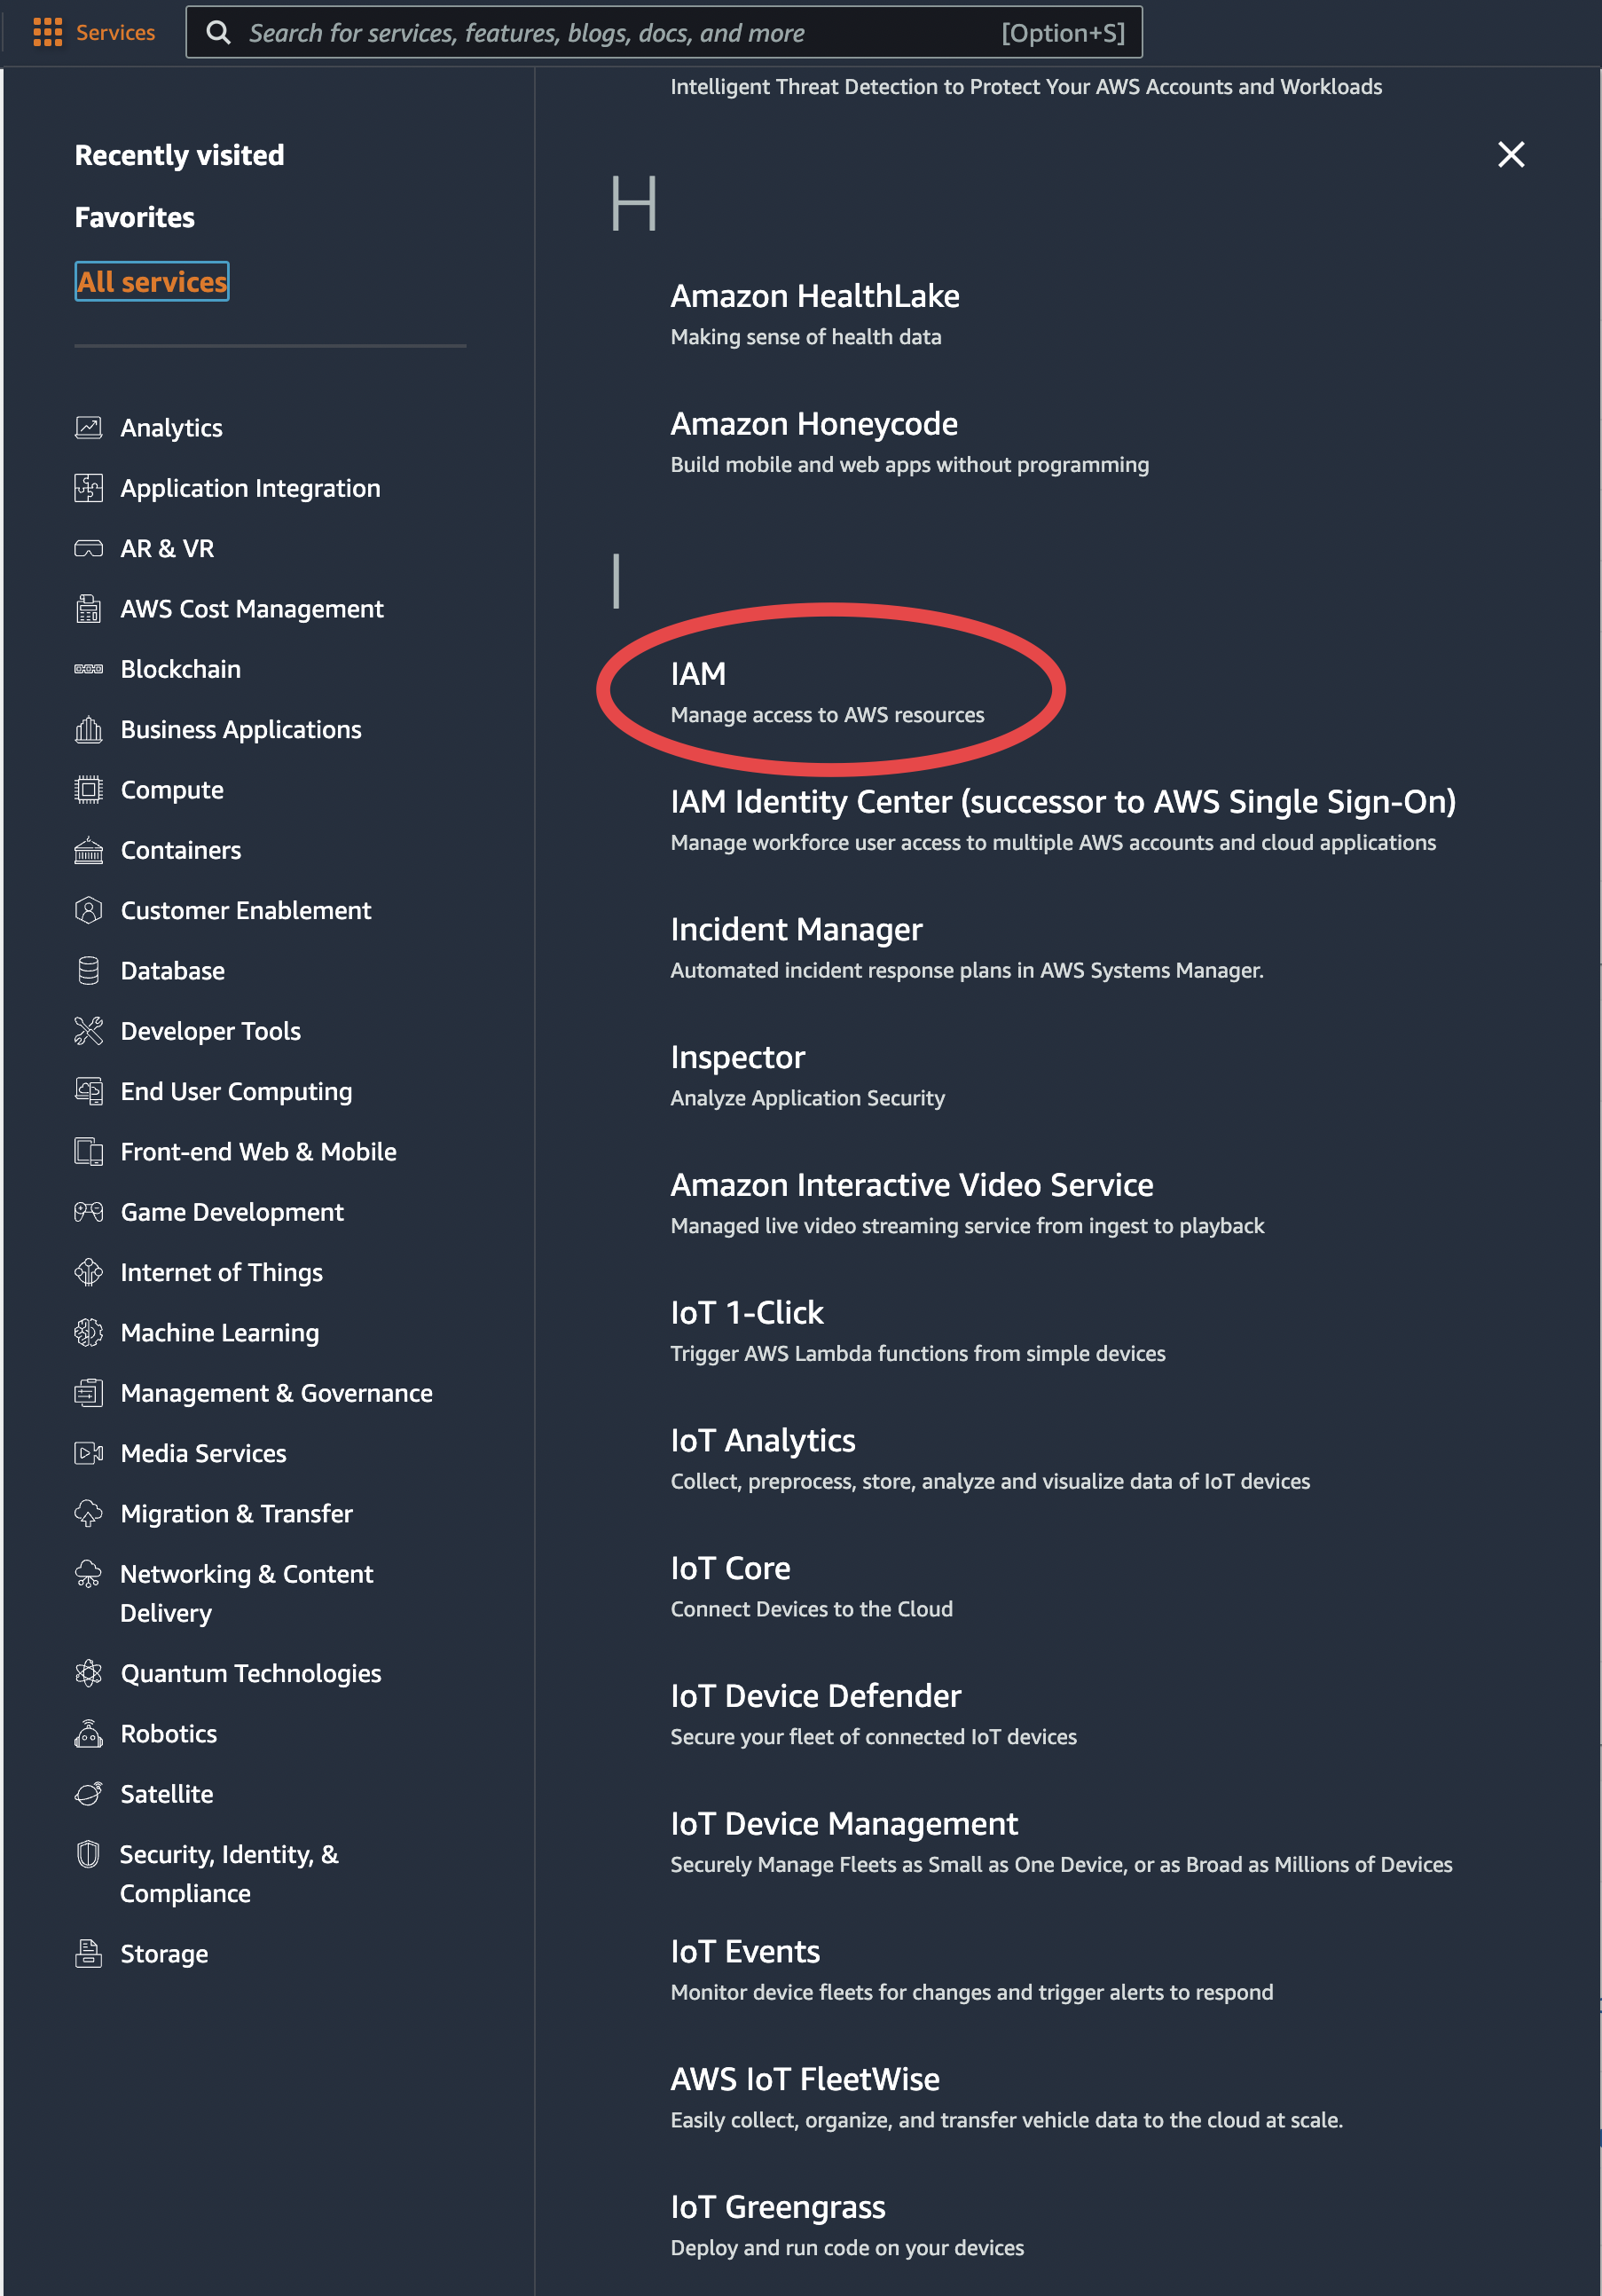 Services
Search for services, features, blogs, docs, and more
[Option+S]
Recently visited
Favorites
All services
Analytics
Application Integration
AR & VR
AWS Cost Management
Blockchain
Business Applications
Compute
Containers
Customer Enablement
Database
Developer Tools
End User Computing
Front-end Web & Mobile
Game Development
Internet of Things
Machine Learning
Management & Governance
Media Services
Migration & Transfer
Networking & Content
Delivery
Quantum Technologies
Robotics
Satellite
Security, Identity, &
Compliance
Storage
Intelligent Threat Detection to Protect Your AWS Accounts and Workloads
H
Amazon HealthLake
Making sense of health data
Amazon Honeycode
Build mobile and web apps without programming
I
IAM
Manage access to AWS resources
IAM Identity Center (successor to AWS Single Sign-On)
Manage workforce user access to multiple AWS accounts and cloud applications
Incident Manager
Automated incident response plans in AWS Systems Manager.
Inspector
Analyze Application Security
Amazon Interactive Video Service
Managed live video streaming service from ingest to playback
IoT 1-Click
Trigger AWS Lambda functions from simple devices
IoT Analytics
Collect, preprocess, store, analyze and visualize data of IoT devices
IoT Core
Connect Devices to the Cloud
IoT Device Defender
Secure your fleet of connected IoT devices
IoT Device Management
Securely Manage Fleets as Small as One Device, or as Broad as Millions of Devices
IoT Events
Monitor device fleets for changes and trigger alerts to respond
AWS IoT FleetWise
Easily collect, organize, and transfer vehicle data to the cloud at scale.
IoT Greengrass
Deploy and run code on your devices